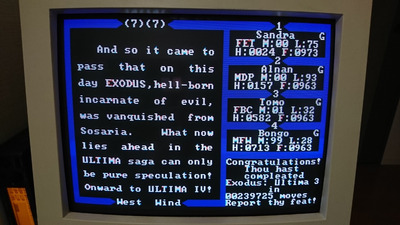 (7)(7)
And so it came to
pass that on this
day EXODUS,hell-born
incarnate of evil,
was vanquished from
Sosaria. What now
lies ahead in the
ULTIMA saga can only
be pure speculation!
Onward to ULTIMA IV!
West Wind
1
Sandra G
FET M:00 L:75
H:0024 F:0973
2
Alnan G
MDP M:00 L:93
H:0157 F:0963
3
Tomo G
FBC M:01 L:32
H:0582 F:0963
4
Bongo G
MFW M:99 L:28
H:0713 F:0963
Congratulations!
Thou hast
compleated
Exodus: Ultima 3
in
00239725 moves
Report thy feat!